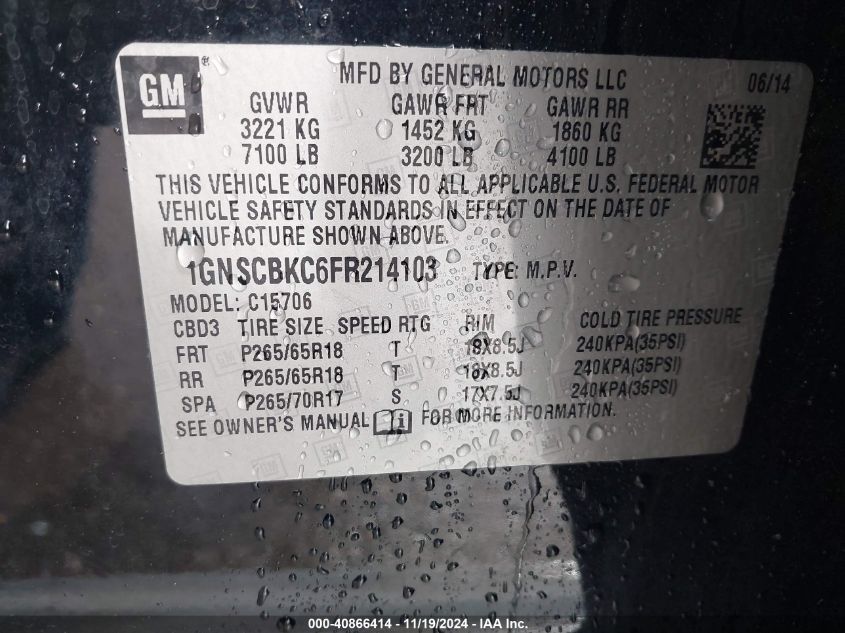 GM
MFD BY GENERAL MOTORS LLC 06/14
GVWR GAWR FRT GAWR RR
3221 KG 1452 KG 1860 KG
7100 LB 3200 LB 4100 LB
THIS VEHICLE CONFORMS TO ALL APPLICABLE U.S. FEDERAL MOTOR
VEHICLE SAFETY STANDARDS IN EFFECT ON THE DATE OF
MANUFACTURE SHOWN ABOVE.
1GNSCBKC6FR214103 TYPE: M.P.V.
MODEL: C15706
CBD3 TIRE SIZE SPEED RTG RIM COLD TIRE PRESSURE
FRT P265/65R18 T 18X8.5J 240KPA(35PSI)
RR P265/65R18 T 18X8.5J 240KPA(35PSI)
SPA P265/70R17 S 17X7.5J 240KPA(35PSI)
SEE OWNER'S MANUAL i FOR MORE INFORMATION.
000-40866414 - 11/19/2024 - IAA Inc.